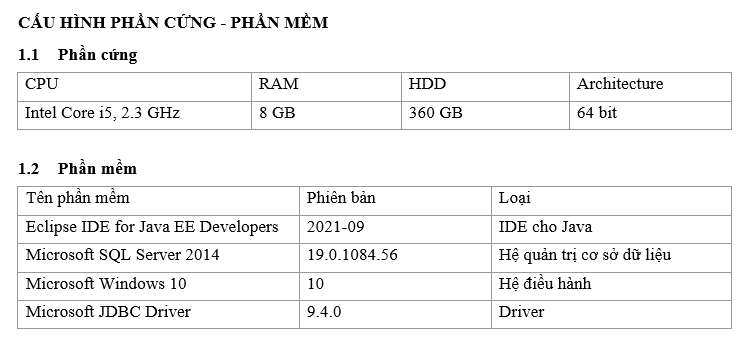 CẤU HÌNH PHẦN CỨNG - PHẦN MỀM
1.1 Phần cứng
CPU RAM HDD Architecture
Intel Core i5, 2.3 GHz 8 GB 360 GB 64 bit
1.2 Phần mềm
Tên phần mềm Phiên bản Loại
Eclipse IDE for Java EE Developers 2021-09 IDE cho Java
Microsoft SQL Server 2014 19.0.1084.56 Hệ quản trị cơ sở dữ liệu
Microsoft Windows 10 10 Hệ điều hành
Microsoft JDBC Driver 9.4.0 Driver